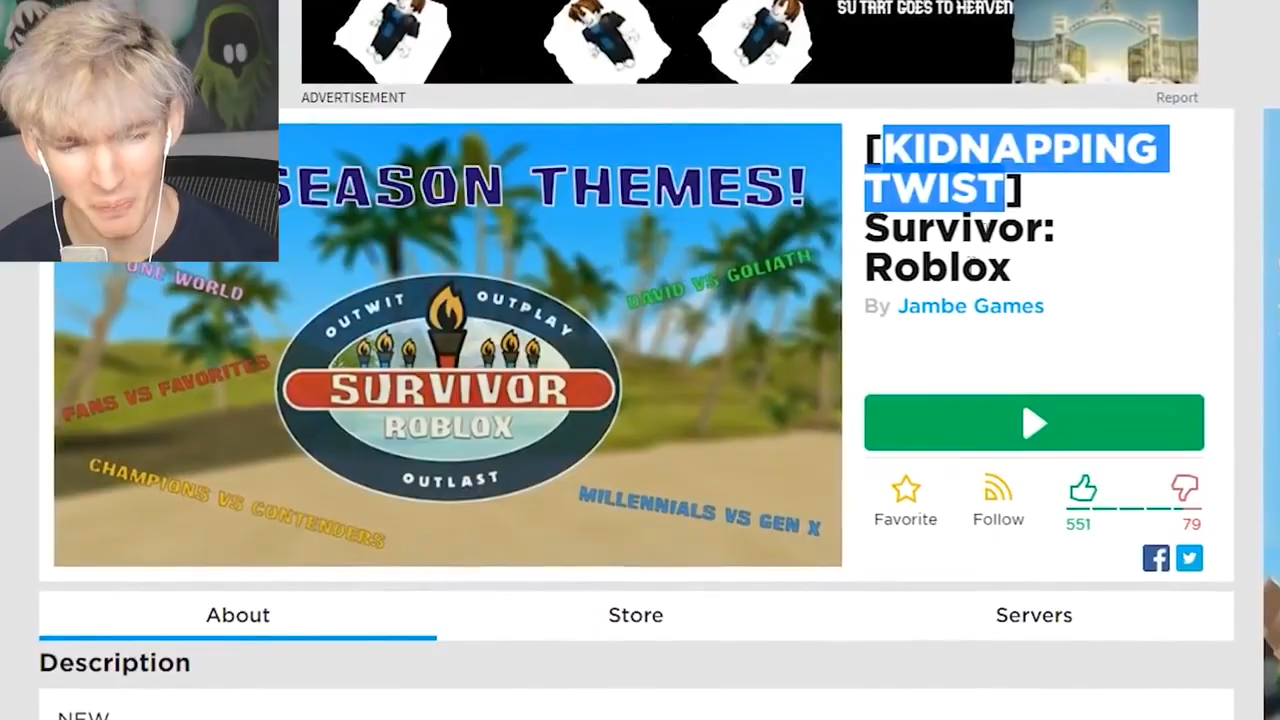 SU TART GOES TO HEAVEN
ADVERTISEMENT
Report
SEASON THEMES!
[KIDNAPPING
TWIST]
Survivor:
Roblox
By Jambe Games
ONE WORLD
DAVID VS GOLIATH
OUTWIT OUTPLAY
FANS VS FAVORITES
SURVIVOR
ROBLOX
OUTLAST
CHAMPIONS VS CONTENDERS
MILLENNIALS VS GEN X
Favorite
Follow
551
79
About
Store
Servers
Description
NEW